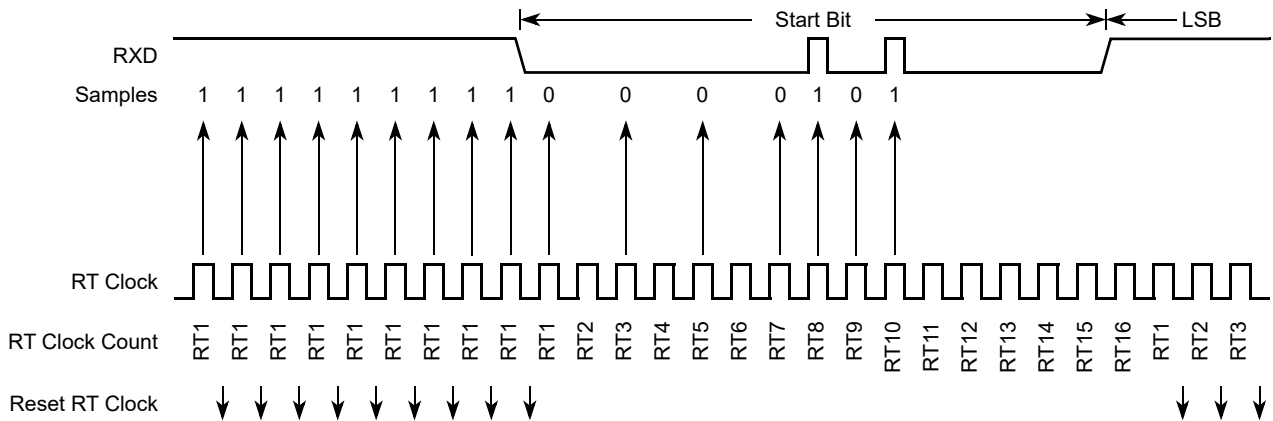 Start Bit LSB
RXD
Samples 1 1 1 1 1 1 1 1 1 0 0 0 0 1 0 1
RT Clock
RT Clock Count RT1 RT1 RT1 RT1 RT1 RT1 RT1 RT1 RT1 RT1 RT2 RT3 RT4 RT5 RT6 RT7 RT8 RT9 RT10 RT11 RT12 RT13 RT14 RT15 RT16 RT1 RT2 RT3
Reset RT Clock